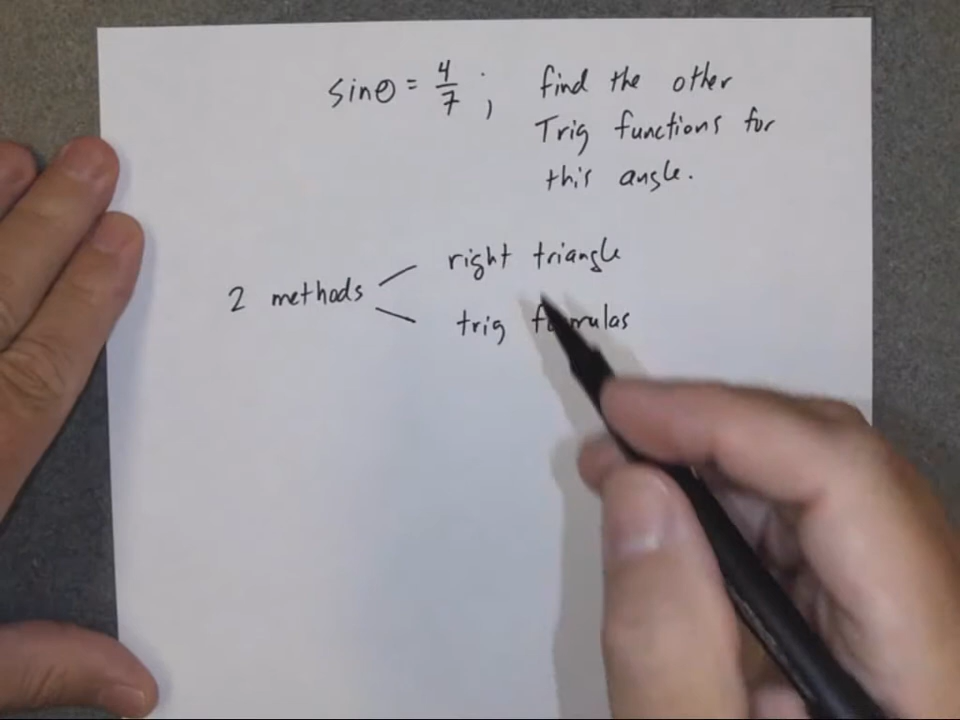 sinθ = 4/7 ; find the other
Trig functions for
this angle.
2 methods
right triangle
trig formulas